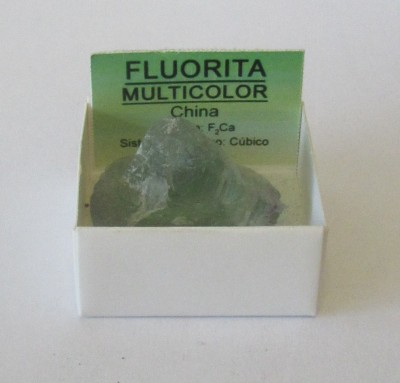 FLUORITA
MULTICOLOR
China
: F₂Ca
: Cúbico